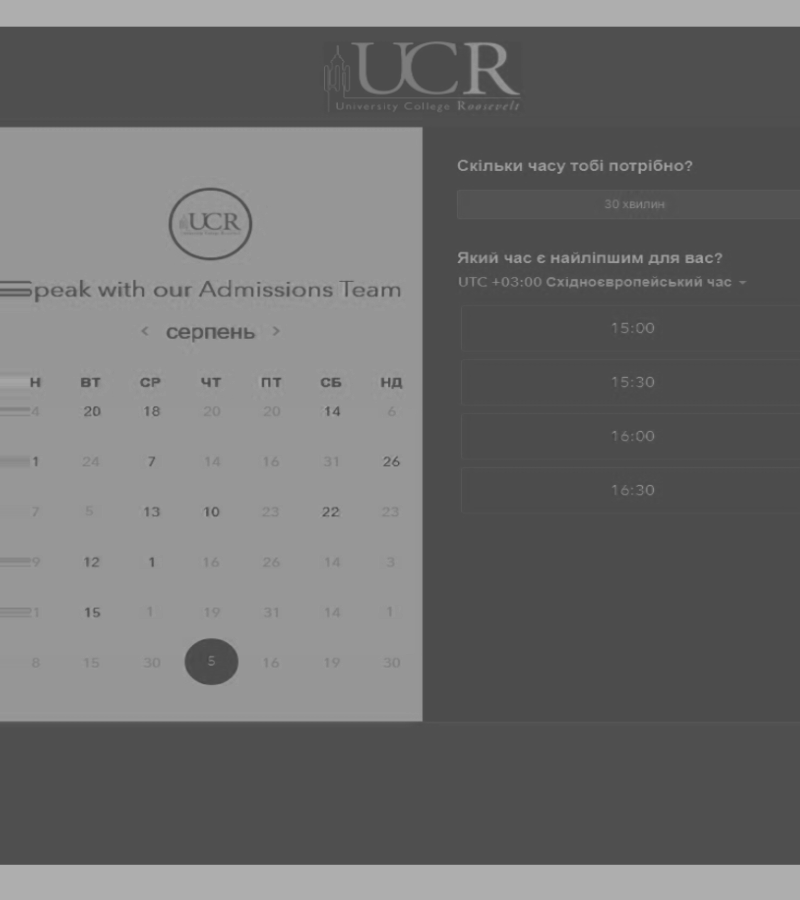 UCR
University College Roosevelt
UCR
Speak with our Admissions Team
< серпень >
Н ВТ СР ЧТ ПТ СБ НД
4 20 18 20 20 14 6
1 24 7 14 16 31 26
7 5 13 10 23 22 23
9 12 1 16 26 14 3
1 15 1 19 31 14 1
8 15 30 5 16 19 30
Скільки часу тобі потрібно?
30 хвилин
Який час є найліпшим для вас?
UTC +03:00 Східноєвропейський час
15:00
15:30
16:00
16:30